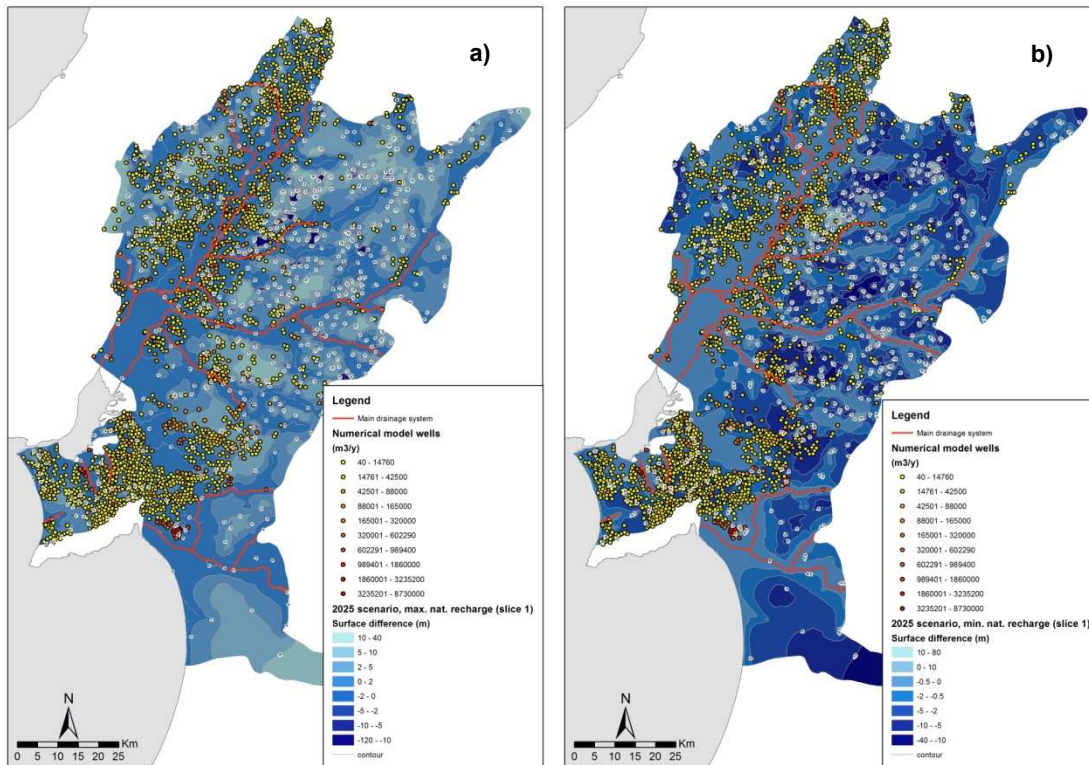 a)
Legend
Main drainage system
Numerical model wells
(m3/y)
40 - 14760
14761 - 42500
42501 - 88000
88001 - 165000
165001 - 320000
320001 - 602290
602291 - 989400
989401 - 1860000
1860001 - 3235200
3235201 - 8730000
2025 scenario, max. nat. recharge (slice 1)
Surface difference (m)
10 - 40
5 - 10
2 - 5
0 - 2
-2 - 0
-5 - -2
-10 - -5
-120 - -10
contour
N
Km
0 5 10 15 20 25
b)
Legend
Main drainage system
Numerical model wells
(m3/y)
40 - 14760
14761 - 42500
42501 - 88000
88001 - 165000
165001 - 320000
320001 - 602290
602291 - 989400
989401 - 1860000
1860001 - 3235200
3235201 - 8730000
2025 scenario, min. nat. recharge (slice 1)
Surface difference (m)
10 - 80
0 - 10
-0.5 - 0
-2 - -0.5
-5 - -2
-10 - -5
-40 - -10
contour
N
Km
0 5 10 15 20 25